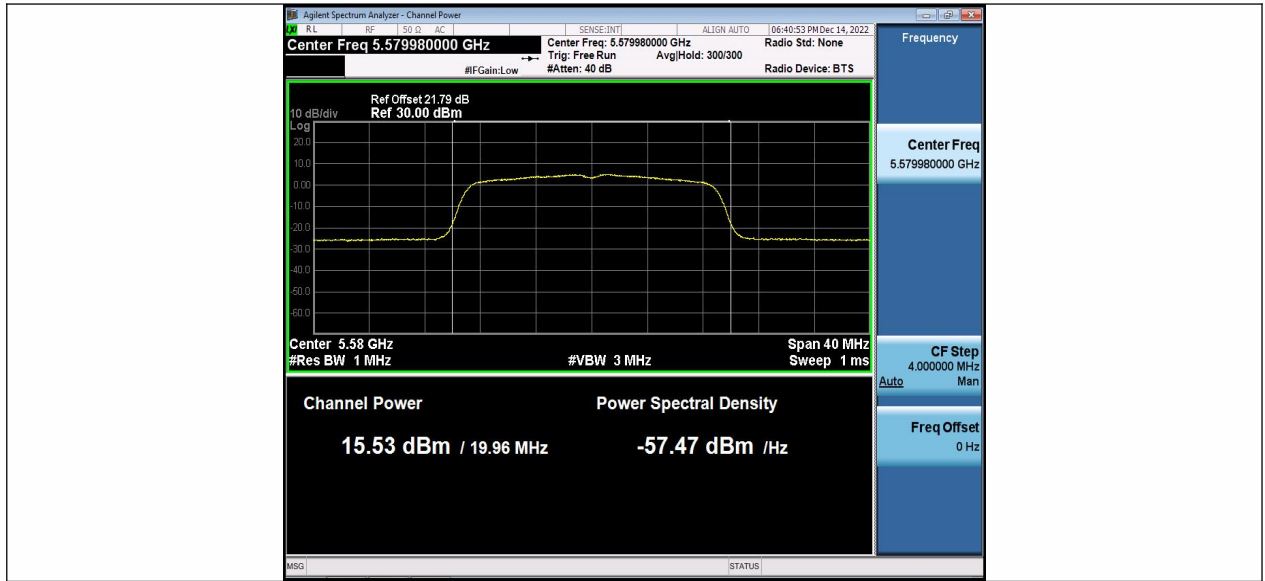 Agilent Spectrum Analyzer - Channel Power
RL RF 50 Ω AC SENSE:INT ALIGN AUTO 06:40:53 PM Dec 14, 2022
Center Freq 5.579980000 GHz
Center Freq: 5.579980000 GHz Radio Std: None
Trig: Free Run Avg|Hold: 300/300
#IFGain:Low #Atten: 40 dB Radio Device: BTS
Frequency
Ref Offset 21.79 dB
10 dB/div Ref 30.00 dBm
Log
20.0
10.0
0.00
-10.0
-20.0
-30.0
-40.0
-50.0
-60.0
Center 5.58 GHz Span 40 MHz
#Res BW 1 MHz #VBW 3 MHz Sweep 1 ms
Channel Power Power Spectral Density
15.53 dBm / 19.96 MHz -57.47 dBm /Hz
Center Freq
5.579980000 GHz
CF Step
4.000000 MHz
Auto Man
Freq Offset
0 Hz
MSG STATUS